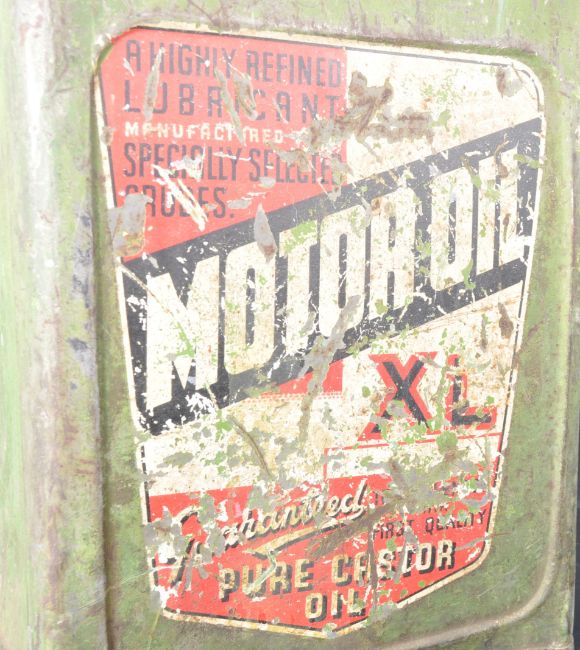 A HIGHLY REFINED
LUBRICANT
MANUFACTURED
SPECIALLY SELECTED
CRUDES.
MOTOR OIL
XL
Guaranteed
FIRST QUALITY
PURE CASTOR
OIL